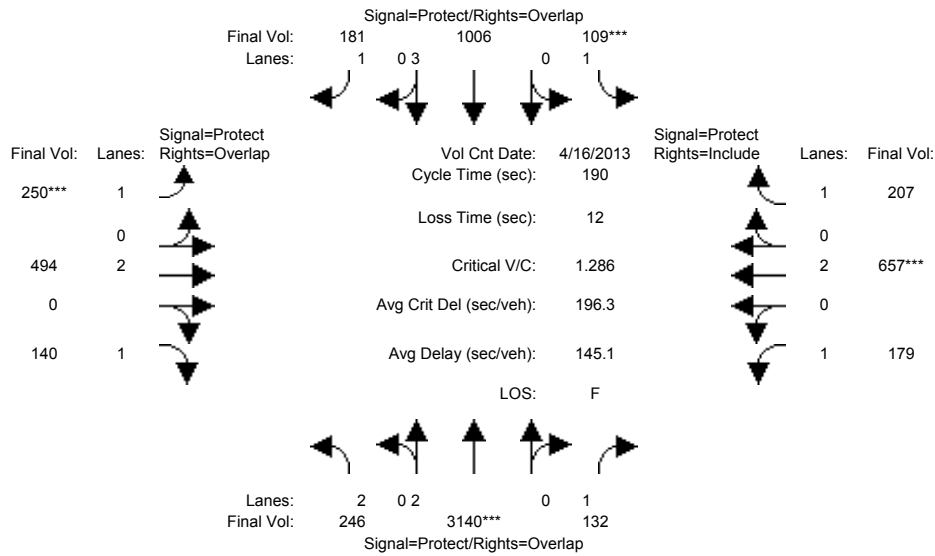 Signal=Protect/Rights=Overlap
Final Vol: 181 1006 109***
Lanes: 1 0 3 0 1
Signal=Protect
Final Vol: Lanes: Rights=Overlap
Vol Cnt Date: 4/16/2013
Signal=Protect
Rights=Include Lanes: Final Vol:
Cycle Time (sec): 190
250*** 1
1 207
Loss Time (sec): 12
0
0
494 2
Critical V/C: 1.286
2 657***
0 0
Avg Crit Del (sec/veh): 196.3
0
140 1
Avg Delay (sec/veh): 145.1
1 179
LOS: F
Lanes: 2 0 2 0 1
Final Vol: 246 3140*** 132
Signal=Protect/Rights=Overlap